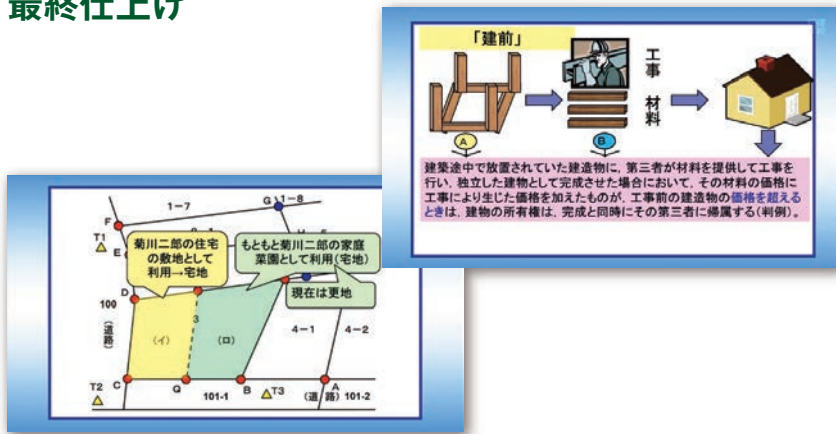 最終仕上げ
「建前」
工事
材料
A
B
建築途中で放置されていた建造物に，第三者が材料を提供して工事を
行い，独立した建物として完成させた場合において，その材料の価格に
工事により生じた価格を加えたものが，工事前の建造物の価格を超える
ときは，建物の所有権は，完成と同時にその第三者に帰属する（判例）。
1－7
G
1－8
F
T1
E
菊川二郎の住宅
の敷地として
利用→宅地
もともと菊川二郎の家庭
菜園として利用（宅地）
現在は更地
D
100
（道路）
3
（イ）
（ロ）
4－1
4－2
T2
C
Q
B
T3
A
101-1
（道路）
101-2